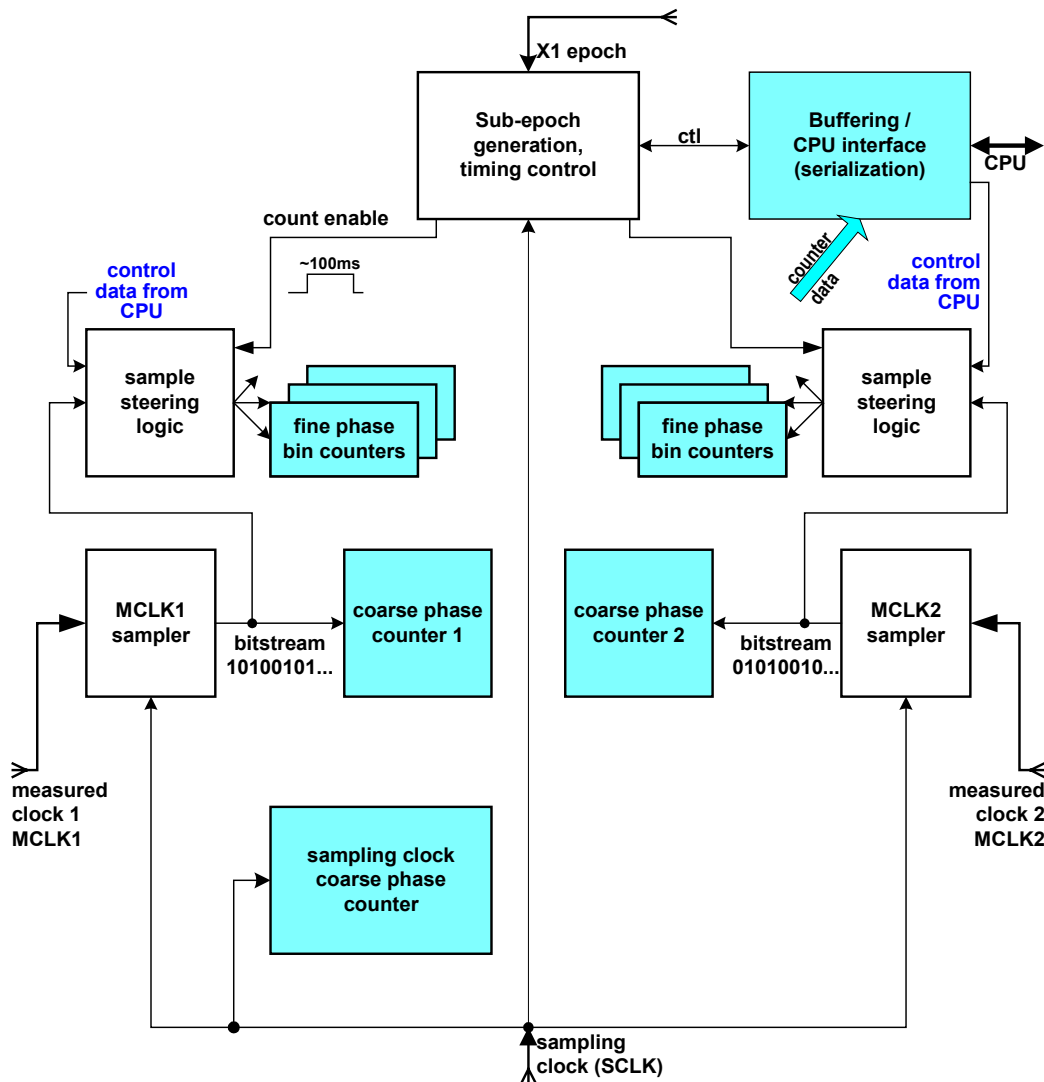 X1 epoch
Sub-epoch
generation,
timing control
ctl
Buffering /
CPU interface
(serialization)
CPU
count enable
~100ms
counter
data
control
data from
CPU
control
data from
CPU
sample
steering
logic
fine phase
bin counters
fine phase
bin counters
sample
steering
logic
MCLK1
sampler
bitstream
10100101...
coarse phase
counter 1
coarse phase
counter 2
bitstream
01010010...
MCLK2
sampler
measured
clock 1
MCLK1
measured
clock 2
MCLK2
sampling clock
coarse phase
counter
sampling
clock (SCLK)